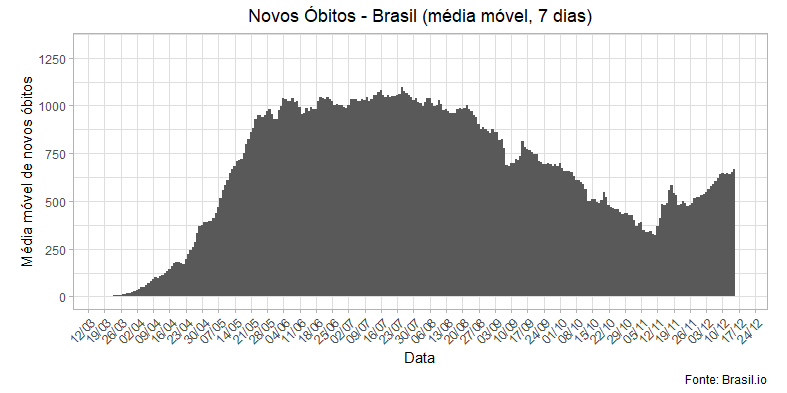 Novos Óbitos - Brasil (média móvel, 7 dias)
Média móvel de novos óbitos
1250
1000
750
500
250
0
12/03 19/03 26/03 02/04 09/04 16/04 23/04 30/04 07/05 14/05 21/05 28/05 04/06 11/06 18/06 25/06 02/07 09/07 16/07 23/07 30/07 06/08 13/08 20/08 27/08 03/09 10/09 17/09 24/09 01/10 08/10 15/10 22/10 29/10 05/11 12/11 19/11 26/11 03/12 10/12 17/12 24/12
Data
Fonte: Brasil.io